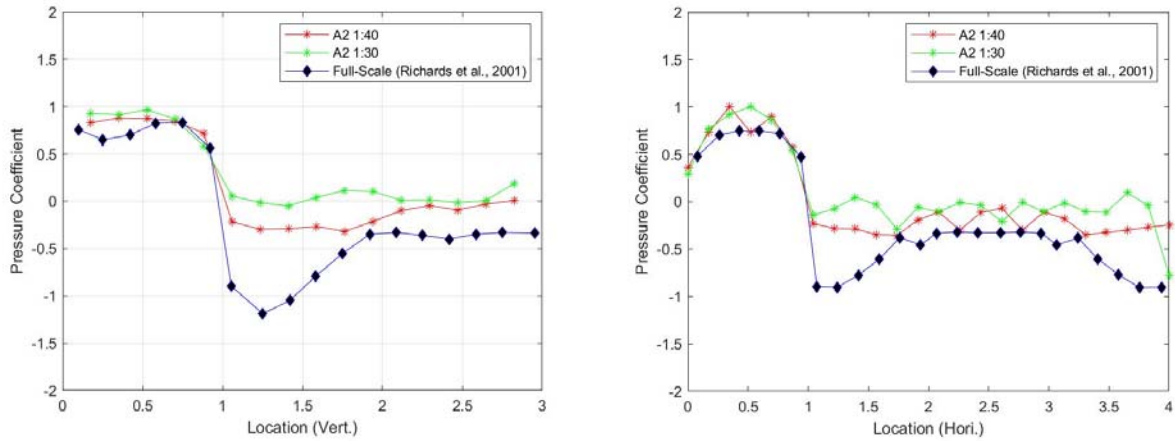 2
1.5
1
0.5
0
-0.5
-1
-1.5
-2
Pressure Coefficient
0 0.5 1 1.5 2 2.5 3
Location (Vert.)
A2 1:40
A2 1:30
Full-Scale (Richards et al., 2001)
2
1.5
1
0.5
0
-0.5
-1
-1.5
-2
Pressure Coefficient
0 0.5 1 1.5 2 2.5 3 3.5 4
Location (Hori.)
A2 1:40
A2 1:30
Full-Scale (Richards et al., 2001)